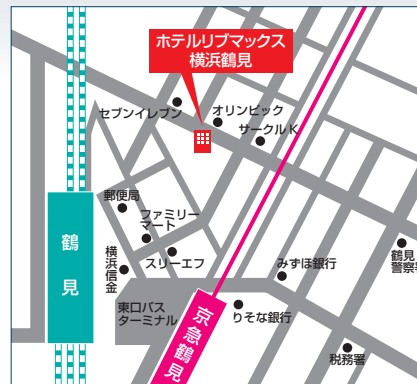 ホテルリブマックス
横浜鶴見
セブンイレブン
オリンピック
サークルK
郵便局
ファミリー
マート
横浜信金
スリーエフ
鶴見
みずほ銀行
鶴見
警察
東口バス
ターミナル
りそな銀行
京急鶴見
税務署